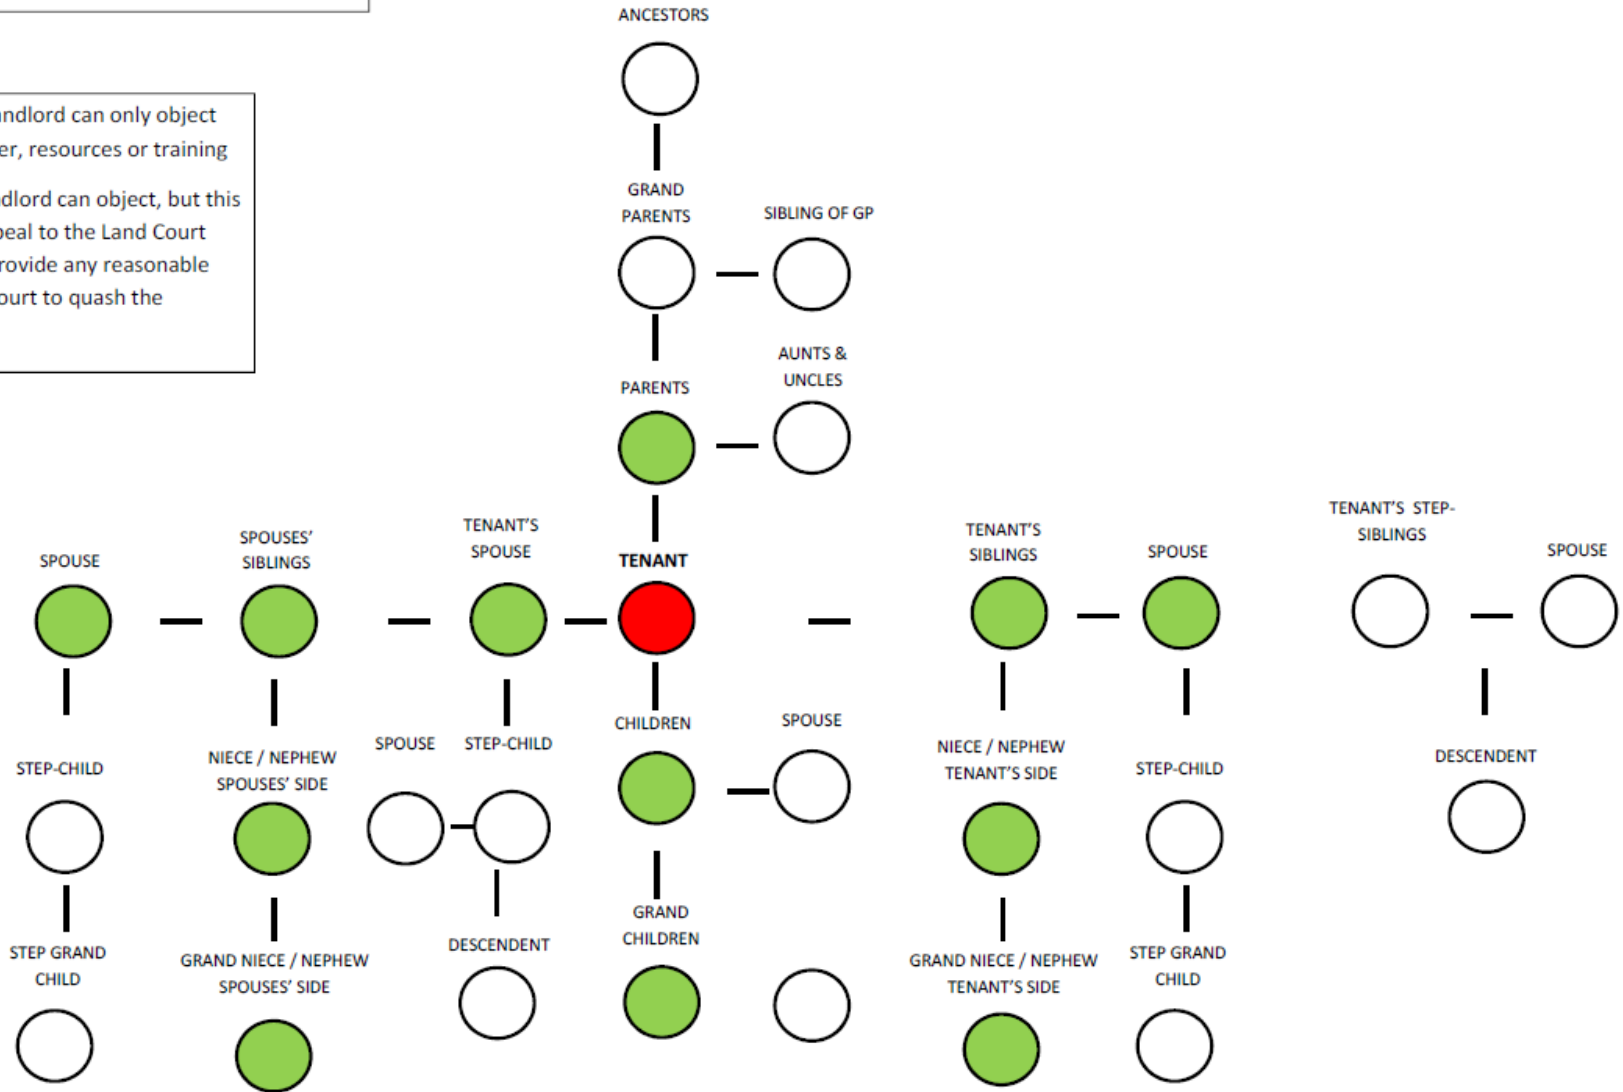 ANCESTORS
andlord can only object
er, resources or training
dlord can object, but this
peal to the Land Court
rovide any reasonable
ourt to quash the
GRAND
PARENTS
SIBLING OF GP
AUNTS &
UNCLES
PARENTS
SPOUSE
SPOUSES'
SIBLINGS
TENANT'S
SPOUSE
TENANT
TENANT'S
SIBLINGS
SPOUSE
TENANT'S STEP-
SIBLINGS
SPOUSE
STEP-CHILD
NIECE / NEPHEW
SPOUSES' SIDE
SPOUSE
STEP-CHILD
CHILDREN
SPOUSE
NIECE / NEPHEW
TENANT'S SIDE
STEP-CHILD
DESCENDENT
STEP GRAND
CHILD
GRAND NIECE / NEPHEW
SPOUSES' SIDE
DESCENDENT
GRAND
CHILDREN
GRAND NIECE / NEPHEW
TENANT'S SIDE
STEP GRAND
CHILD